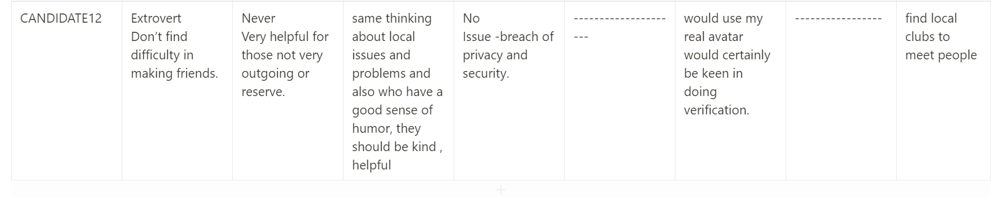 CANDIDATE12
Extrovert
Don’t find
difficulty in
making friends.
Never
Very helpful for
those not very
outgoing or
reserve.
same thinking
about local
issues and
problems and
also who have a
good sense of
humor, they
should be kind ,
helpful
No
Issue -breach of
privacy and
security.
------------------
---
would use my
real avatar
would certainly
be keen in
doing
verification.
-----------------
find local
clubs to
meet people
+